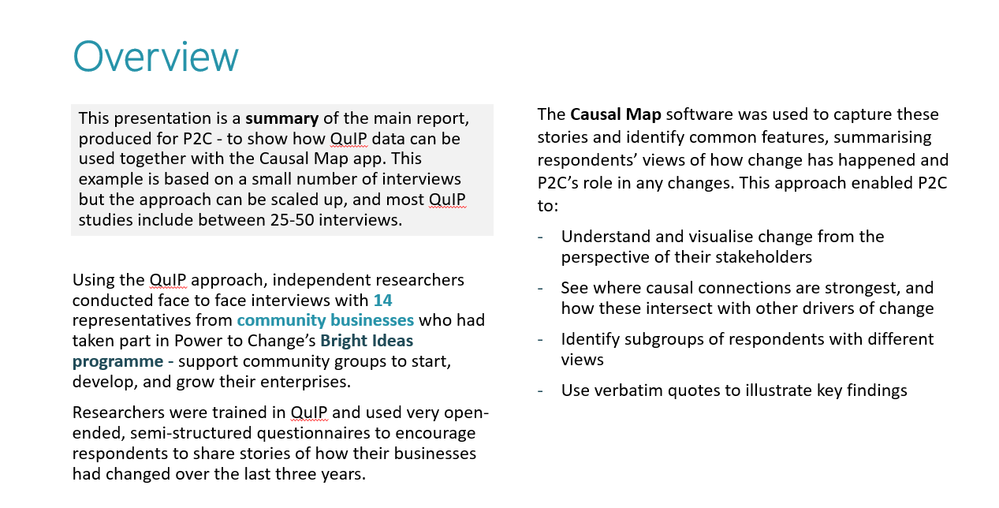 Overview
This presentation is a summary of the main report,
produced for P2C - to show how QuIP data can be
used together with the Causal Map app. This
example is based on a small number of interviews
but the approach can be scaled up, and most QuIP
studies include between 25-50 interviews.
Using the QuIP approach, independent researchers
conducted face to face interviews with 14
representatives from community businesses who had
taken part in Power to Change’s Bright Ideas
programme - support community groups to start,
develop, and grow their enterprises.
Researchers were trained in QuIP and used very open-
ended, semi-structured questionnaires to encourage
respondents to share stories of how their businesses
had changed over the last three years.
The Causal Map software was used to capture these
stories and identify common features, summarising
respondents’ views of how change has happened and
P2C’s role in any changes. This approach enabled P2C
to:
- Understand and visualise change from the
perspective of their stakeholders
- See where causal connections are strongest, and
how these intersect with other drivers of change
- Identify subgroups of respondents with different
views
- Use verbatim quotes to illustrate key findings